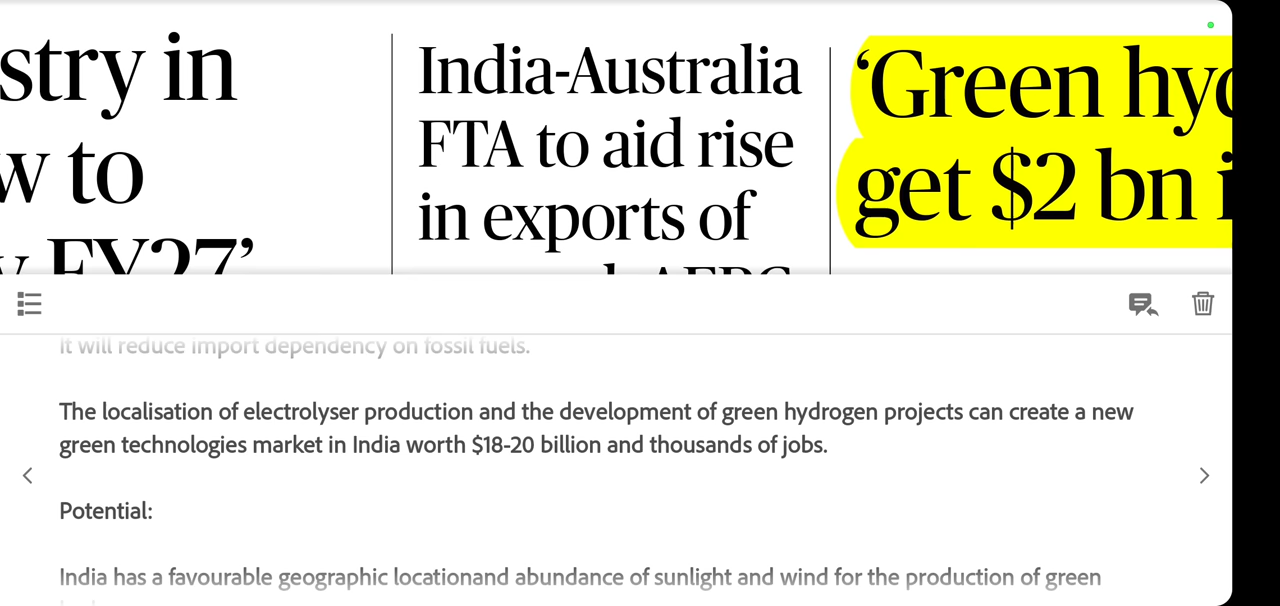 stry in
w to
FY27’
India-Australia
FTA to aid rise
in exports of
AEPC
‘Green hyd
get $2 bn i
It will reduce import dependency on fossil fuels.
The localisation of electrolyser production and the development of green hydrogen projects can create a new
green technologies market in India worth $18-20 billion and thousands of jobs.
Potential:
India has a favourable geographic locationand abundance of sunlight and wind for the production of green